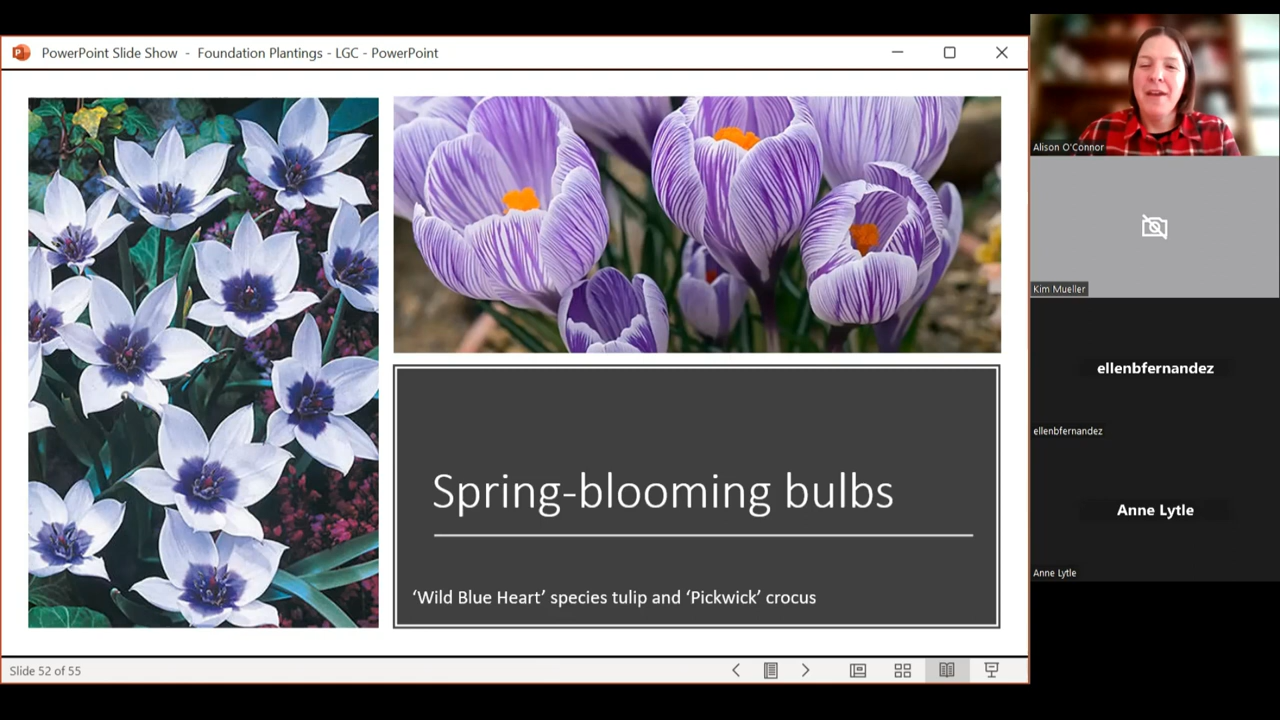 PowerPoint Slide Show - Foundation Plantings - LGC - PowerPoint
Spring-blooming bulbs
‘Wild Blue Heart’ species tulip and ‘Pickwick’ crocus
Slide 52 of 55
Alison O'Connor
Kim Mueller
ellenbfernandez
ellenbfernandez
Anne Lytle
Anne Lytle